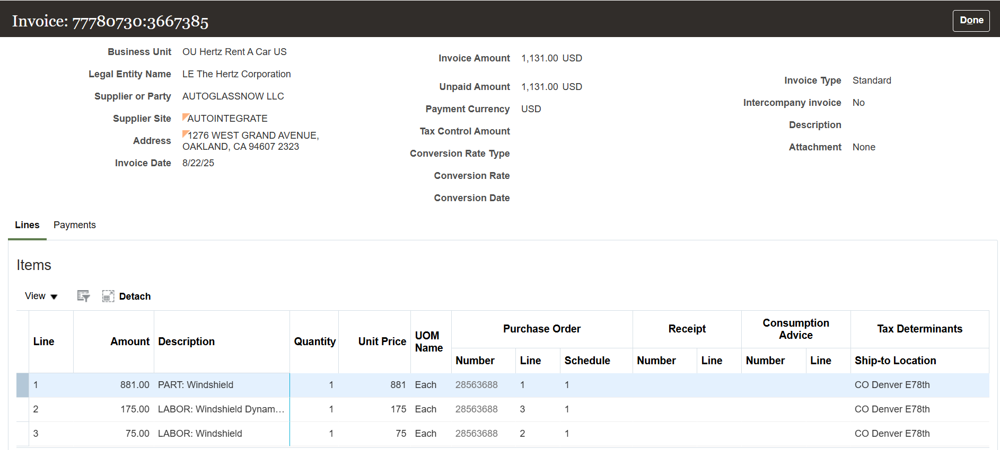 Invoice: 77780730:3667385
Done
Business Unit OU Hertz Rent A Car US
Legal Entity Name LE The Hertz Corporation
Supplier or Party AUTOGLASSNOW LLC
Supplier Site AUTOINTEGRATE
Address 1276 WEST GRAND AVENUE,
OAKLAND, CA 94607 2323
Invoice Date 8/22/25
Invoice Amount 1,131.00 USD
Unpaid Amount 1,131.00 USD
Payment Currency USD
Tax Control Amount
Conversion Rate Type
Conversion Rate
Conversion Date
Invoice Type Standard
Intercompany invoice No
Description
Attachment None
Lines Payments
Items
View Detach
Line Amount Description Quantity Unit Price UOM Name Purchase Order Receipt Consumption Advice Tax Determinants
Number Line Schedule Number Line Number Line Ship-to Location
1 881.00 PART: Windshield 1 881 Each 28563688 1 1 CO Denver E78th
2 175.00 LABOR: Windshield Dynam... 1 175 Each 28563688 3 1 CO Denver E78th
3 75.00 LABOR: Windshield 1 75 Each 28563688 2 1 CO Denver E78th